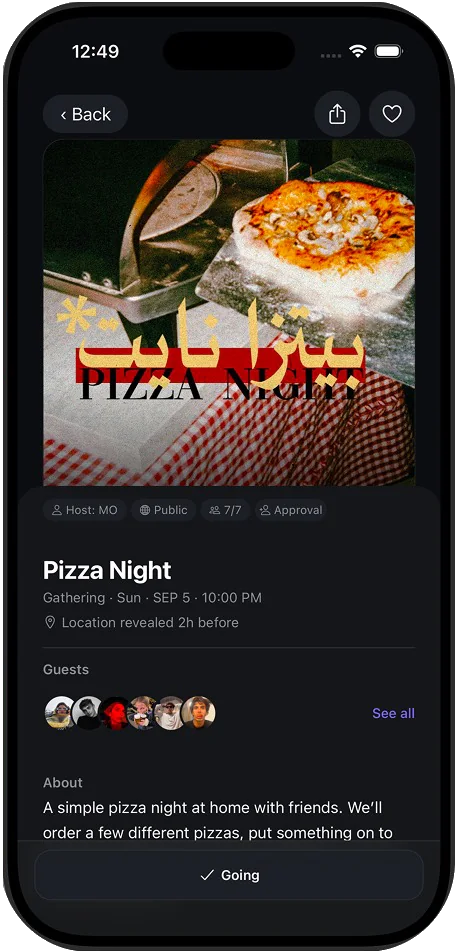 12:49
‹ Back
بيتزا نايت*
PIZZA NIGHT
Host: MO
Public
7/7
Approval
Pizza Night
Gathering · Sun · SEP 5 · 10:00 PM
Location revealed 2h before
Guests
See all
About
A simple pizza night at home with friends. We’ll
order a few different pizzas, put something on to
Going